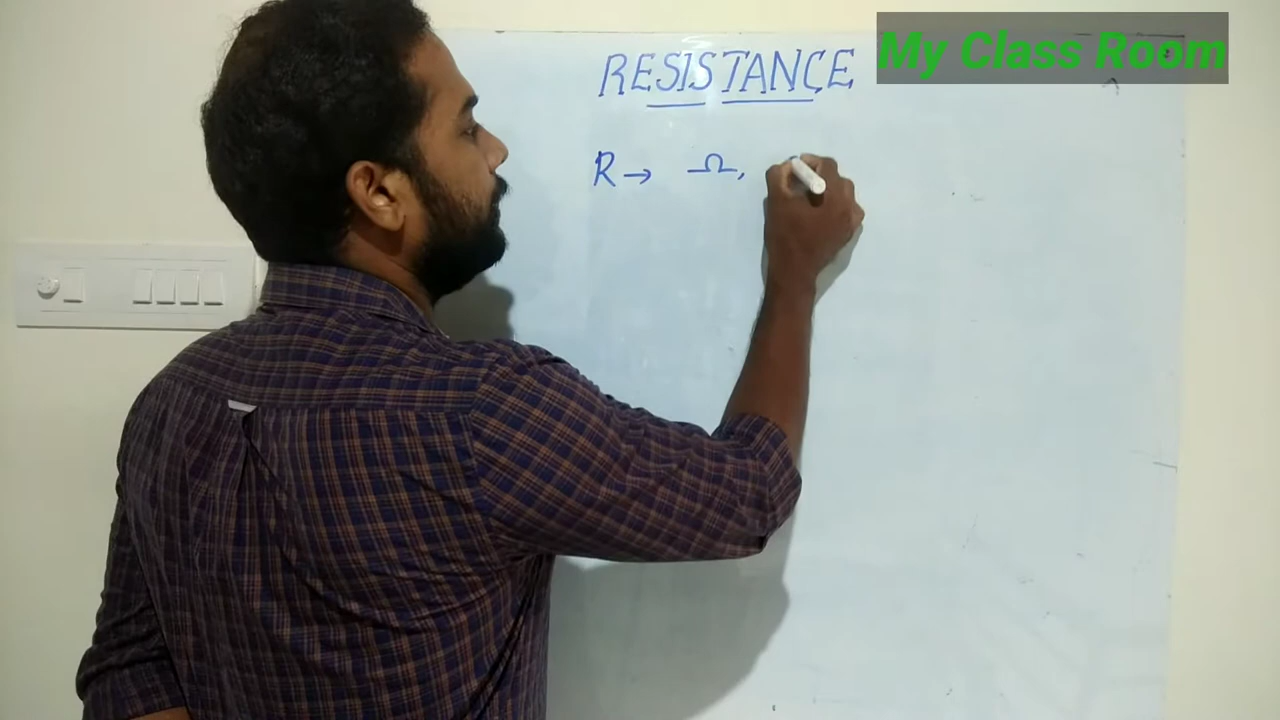 RESISTANCE
My Class Room
R → Ω,